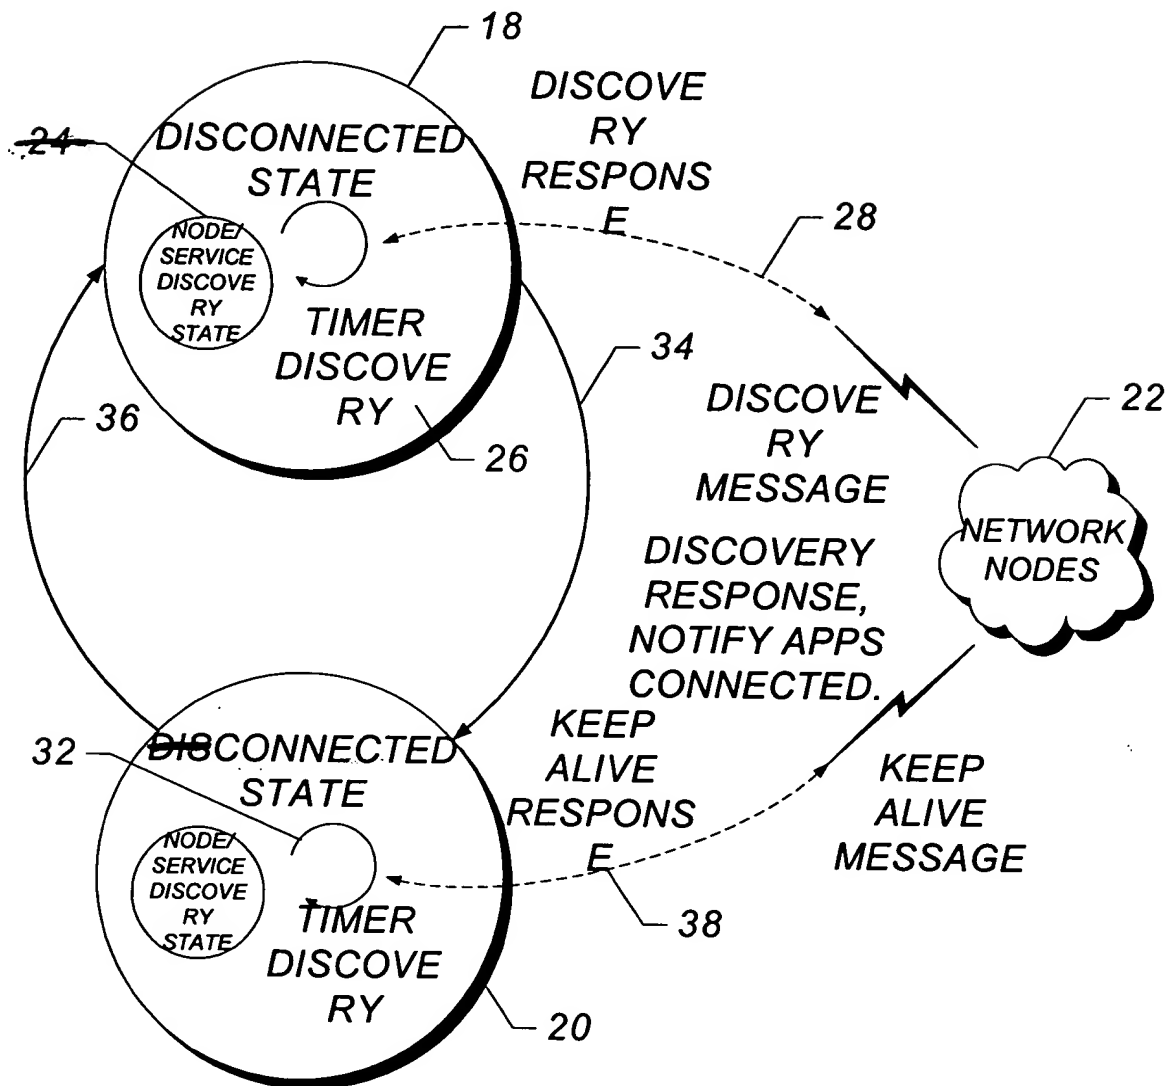 18
DISCOVE
RY
RESPONS
E
24
DISCONNECTED
STATE
NODE/
SERVICE
DISCOVE
RY
STATE
TIMER
DISCOVE
RY
26
28
34
36
DISCOVE
RY
MESSAGE
22
NETWORK
NODES
DISCOVERY
RESPONSE,
NOTIFY APPS
CONNECTED.
KEEP
ALIVE
RESPONS
E
KEEP
ALIVE
MESSAGE
32
DISCONNECTED
STATE
NODE/
SERVICE
DISCOVE
RY
STATE
TIMER
DISCOVE
RY
38
20